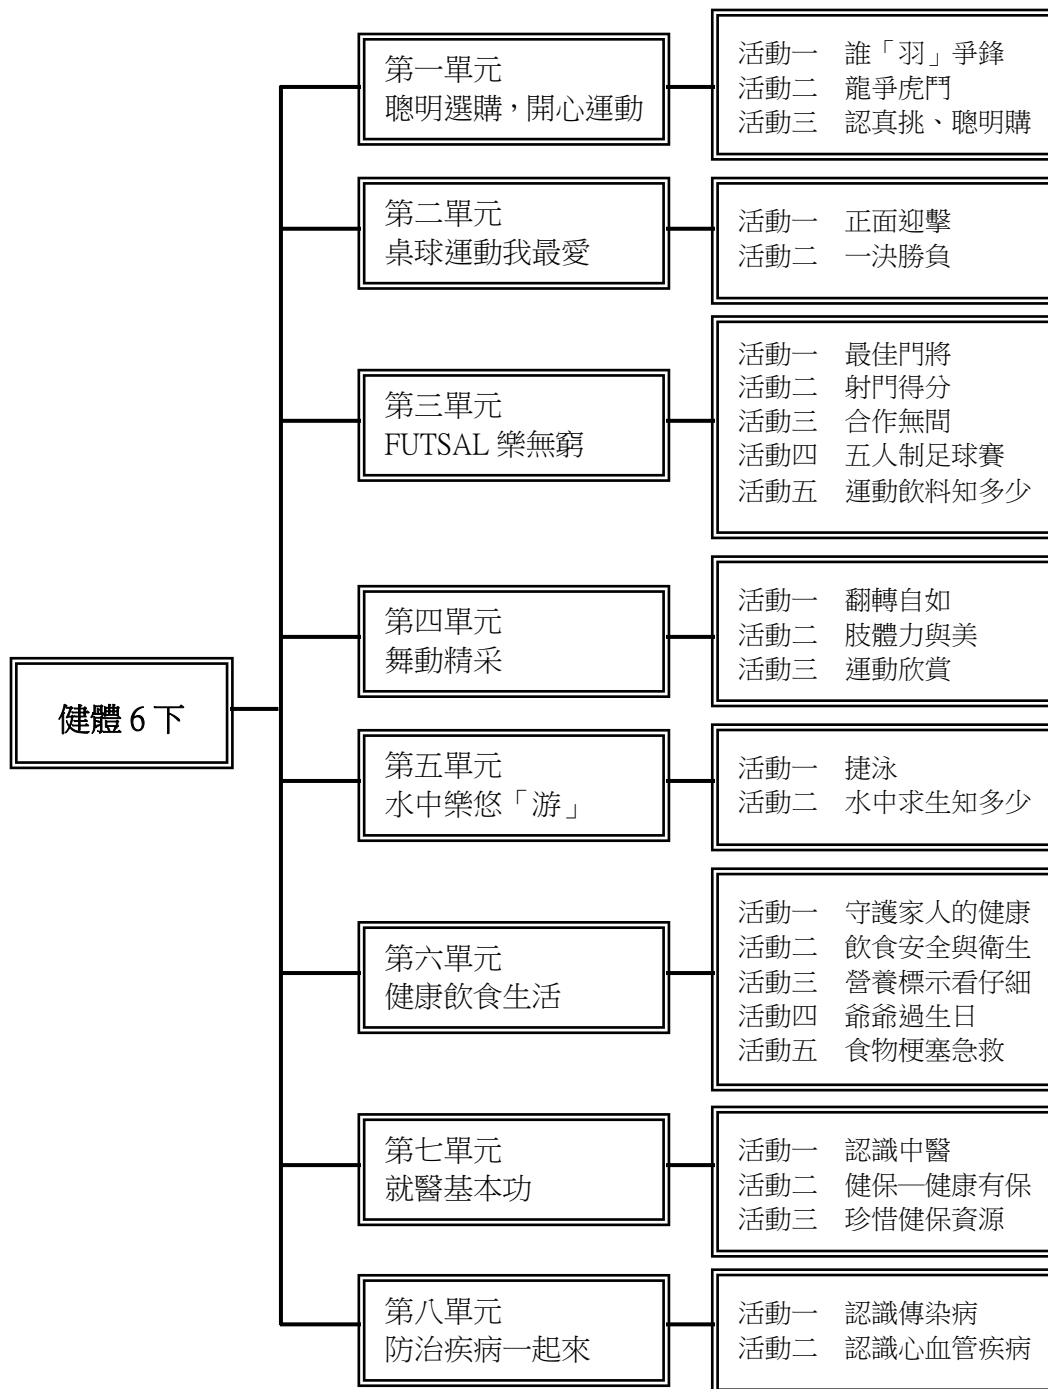 健體 6 下
第一單元
聰明選購，開心運動
活動一　誰「羽」爭鋒
活動二　龍爭虎鬥
活動三　認真挑、聰明購
第二單元
桌球運動我最愛
活動一　正面迎擊
活動二　一決勝負
第三單元
FUTSAL 樂無窮
活動一　最佳門將
活動二　射門得分
活動三　合作無間
活動四　五人制足球賽
活動五　運動飲料知多少
第四單元
舞動精采
活動一　翻轉自如
活動二　肢體力與美
活動三　運動欣賞
第五單元
水中樂悠「游」
活動一　捷泳
活動二　水中求生知多少
第六單元
健康飲食生活
活動一　守護家人的健康
活動二　飲食安全與衛生
活動三　營養標示看仔細
活動四　爺爺過生日
活動五　食物梗塞急救
第七單元
就醫基本功
活動一　認識中醫
活動二　健保─健康有保
活動三　珍惜健保資源
第八單元
防治疾病一起來
活動一　認識傳染病
活動二　認識心血管疾病